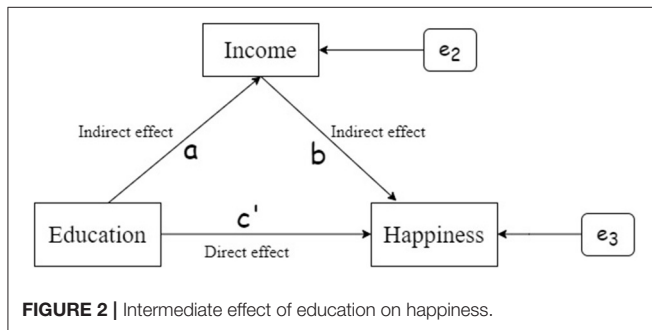 Income
e2
Indirect effect
a
Indirect effect
b
Education
c'
Direct effect
Happiness
e3
FIGURE 2 | Intermediate effect of education on happiness.